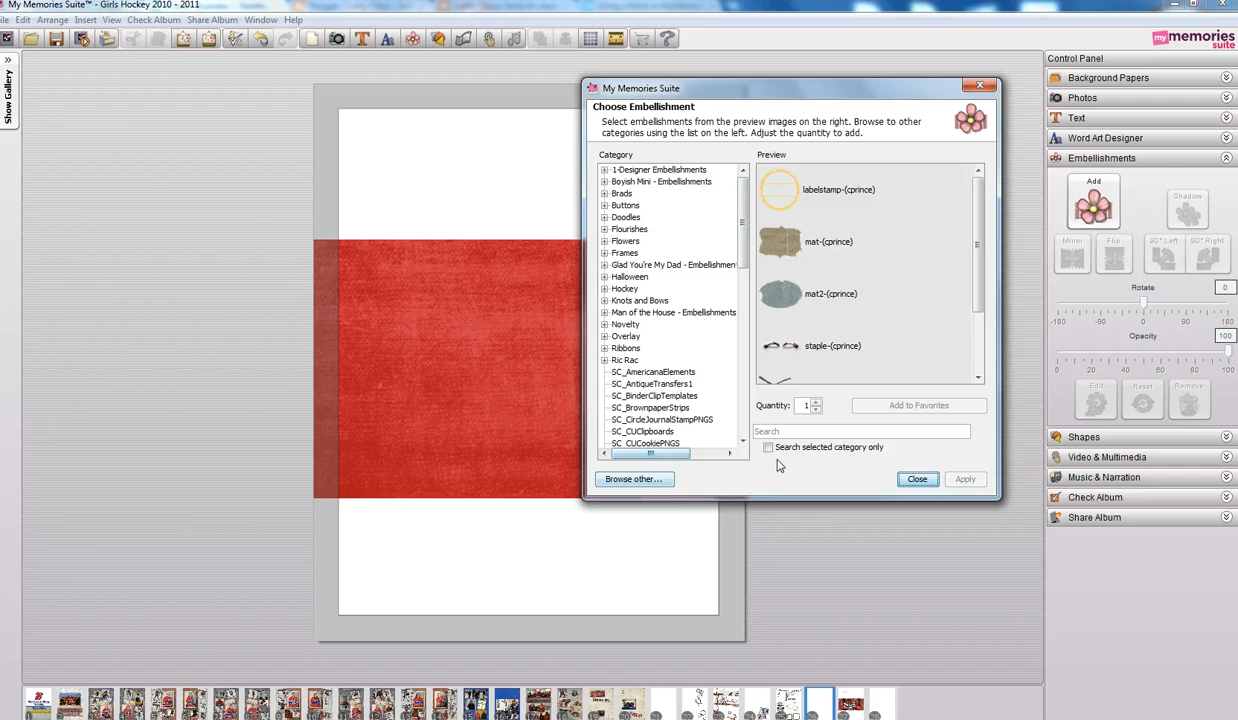 My Memories Suite™ - Girls Hockey 2010 - 2011
ile Edit Arrange Insert View Check Album Share Album Window Help
my memories suite
Show Gallery
Control Panel
Background Papers
Photos
Text
Word Art Designer
Embellishments
Add
Shadow
Mirror Flip 90° Left 90° Right
Rotate 0
-180 -90 0 90 180
Opacity 100
0 20 40 60 80 100
Edit Reset Remove
Shapes
Video & Multimedia
Music & Narration
Check Album
Share Album
My Memories Suite
Choose Embellishment
Select embellishments from the preview images on the right. Browse to other
categories using the list on the left. Adjust the quantity to add.
Category
1-Designer Embellishments
Boyish Mini - Embellishments
Brads
Buttons
Doodles
Flourishes
Flowers
Frames
Glad You're My Dad - Embellishmen
Halloween
Hockey
Knots and Bows
Man of the House - Embellishments
Novelty
Overlay
Ribbons
Ric Rac
SC_AmericanaElements
SC_AntiqueTransfers1
SC_BinderClipTemplates
SC_BrownpaperStrips
SC_CircleJournalStampPNGS
SC_CUClipboards
SC_CUCookiePNGS
Browse other...
Preview
labelstamp-(cprince)
mat-(cprince)
mat2-(cprince)
staple-(cprince)
Quantity: 1
Add to Favorites
Search
Search selected category only
Close Apply